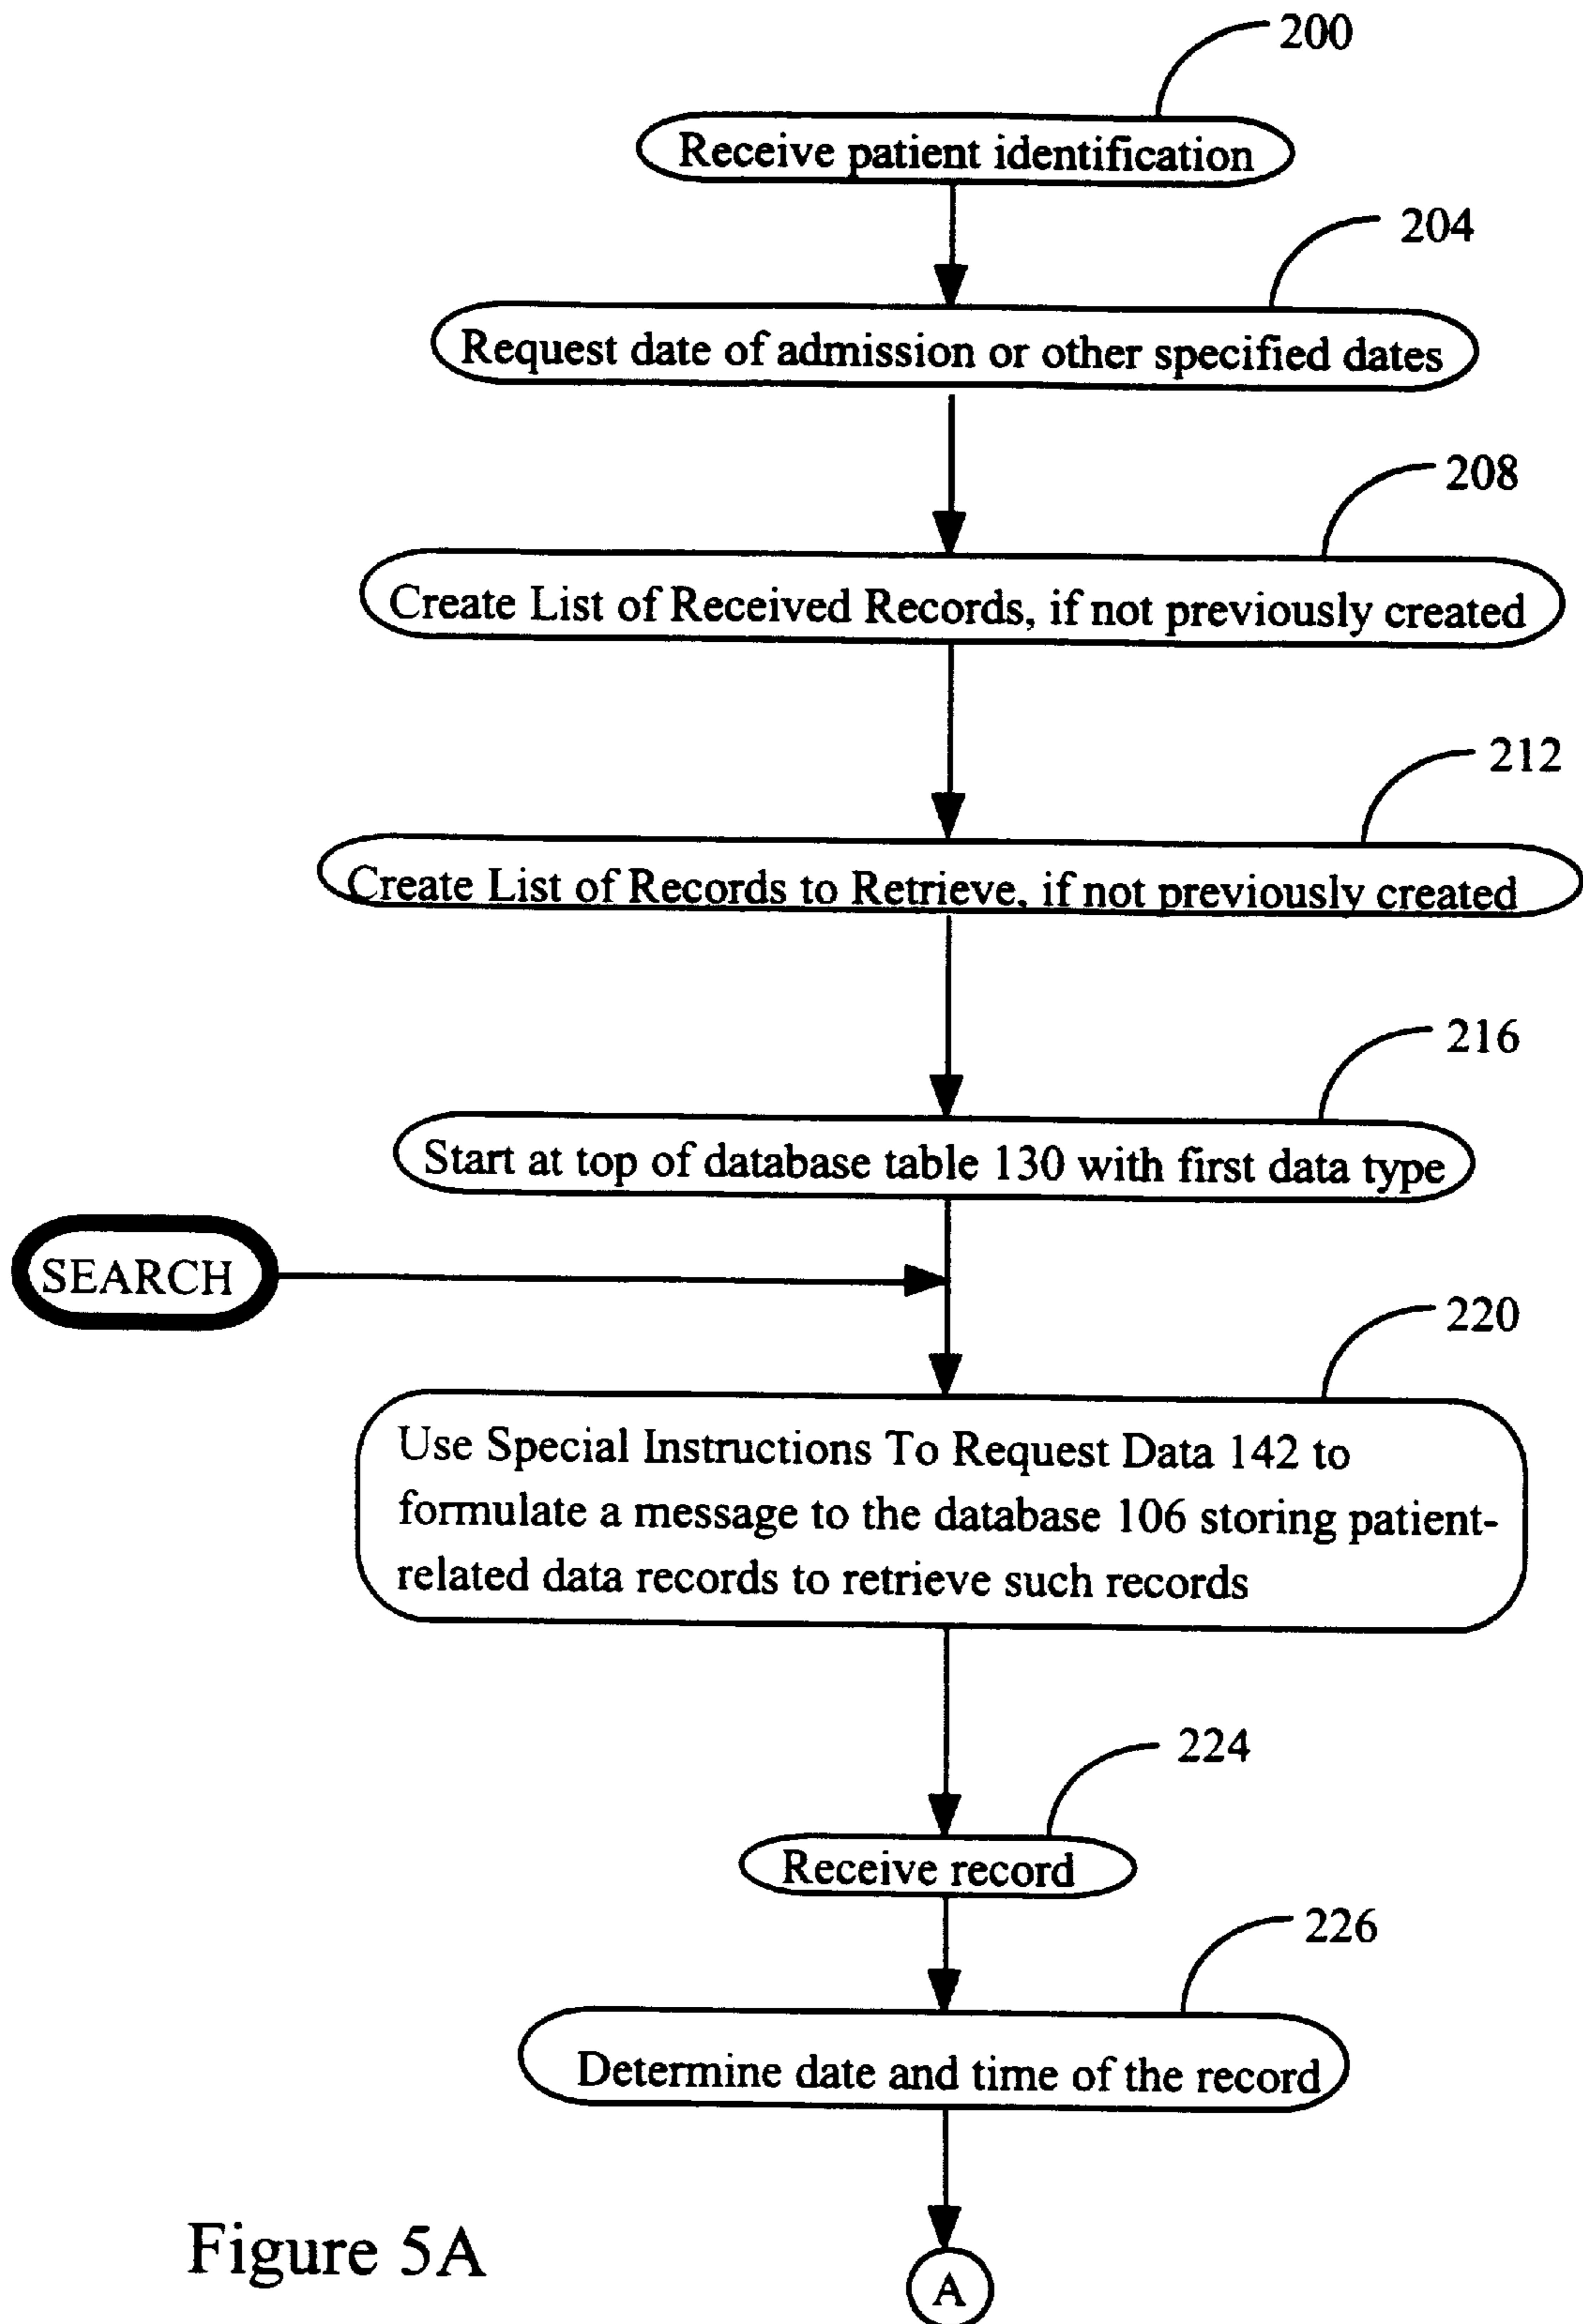 200
Receive patient identification
204
Request date of admission or other specified dates
208
Create List of Received Records, if not previously created
212
Create List of Records to Retrieve, if not previously created
216
Start at top of database table 130 with first data type
SEARCH
220
Use Special Instructions To Request Data 142 to
formulate a message to the database 106 storing patient-
related data records to retrieve such records
224
Receive record
226
Determine date and time of the record
Figure 5A
A